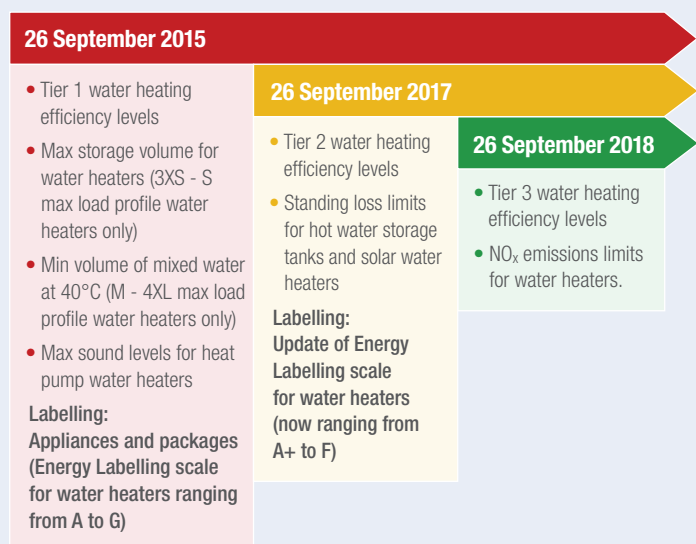 26 September 2015
• Tier 1 water heating
efficiency levels
• Max storage volume for
water heaters (3XS - S
max load profile water
heaters only)
• Min volume of mixed water
at 40°C (M - 4XL max load
profile water heaters only)
• Max sound levels for heat
pump water heaters
Labelling:
Appliances and packages
(Energy Labelling scale
for water heaters ranging
from A to G)
26 September 2017
• Tier 2 water heating
efficiency levels
• Standing loss limits
for hot water storage
tanks and solar water
heaters
Labelling:
Update of Energy
Labelling scale
for water heaters
(now ranging from
A+ to F)
26 September 2018
• Tier 3 water heating
efficiency levels
• NOx emissions limits
for water heaters.